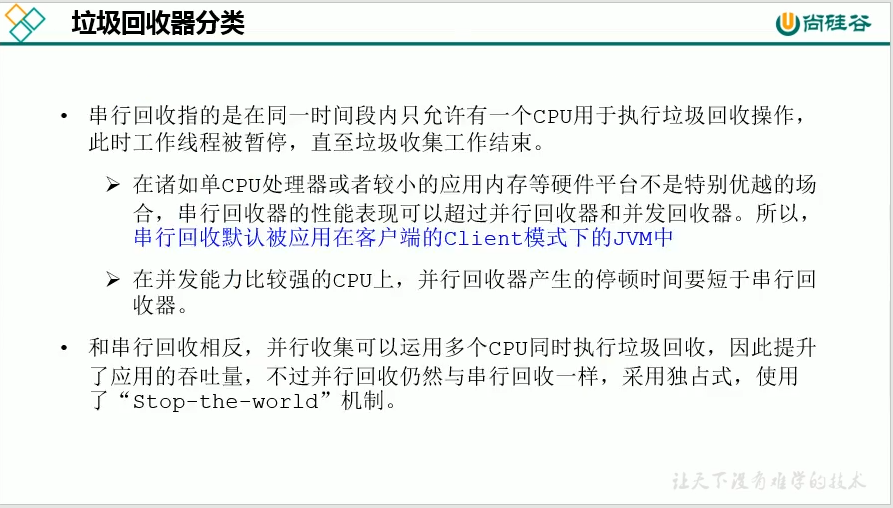 垃圾回收器分类
尚硅谷
• 串行回收指的是在同一时间段内只允许有一个CPU用于执行垃圾回收操作，
此时工作线程被暂停，直至垃圾收集工作结束。
➢ 在诸如单CPU处理器或者较小的应用内存等硬件平台不是特别优越的场
合，串行回收器的性能表现可以超过并行回收器和并发回收器。所以，
串行回收默认被应用在客户端的Client模式下的JVM中
➢ 在并发能力比较强的CPU上，并行回收器产生的停顿时间要短于串行回
收器。
• 和串行回收相反，并行收集可以运用多个CPU同时执行垃圾回收，因此提升
了应用的吞吐量，不过并行回收仍然与串行回收一样，采用独占式，使用
了“Stop-the-world”机制。
让天下没有难学的技术